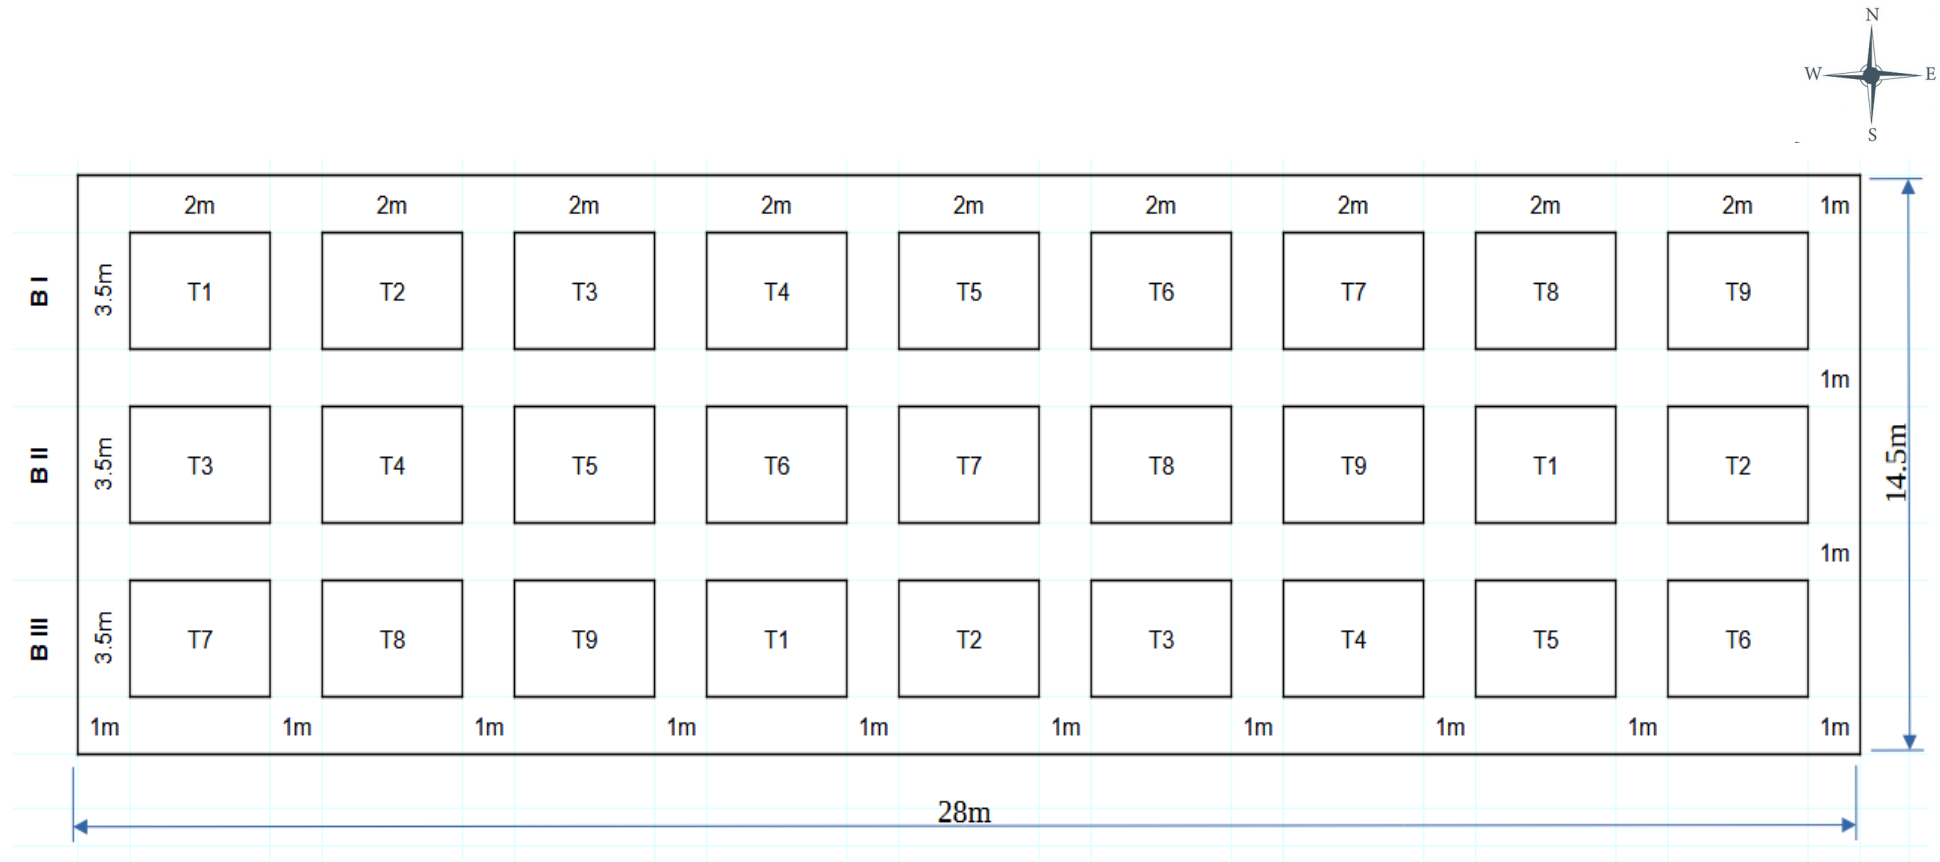 N
W E
S
2m 2m 2m 2m 2m 2m 2m 2m 2m 1m
B I 3.5m T1 T2 T3 T4 T5 T6 T7 T8 T9
1m
B II 3.5m T3 T4 T5 T6 T7 T8 T9 T1 T2 14.5m
1m
B III 3.5m T7 T8 T9 T1 T2 T3 T4 T5 T6
1m 1m 1m 1m 1m 1m 1m 1m 1m 1m
28m